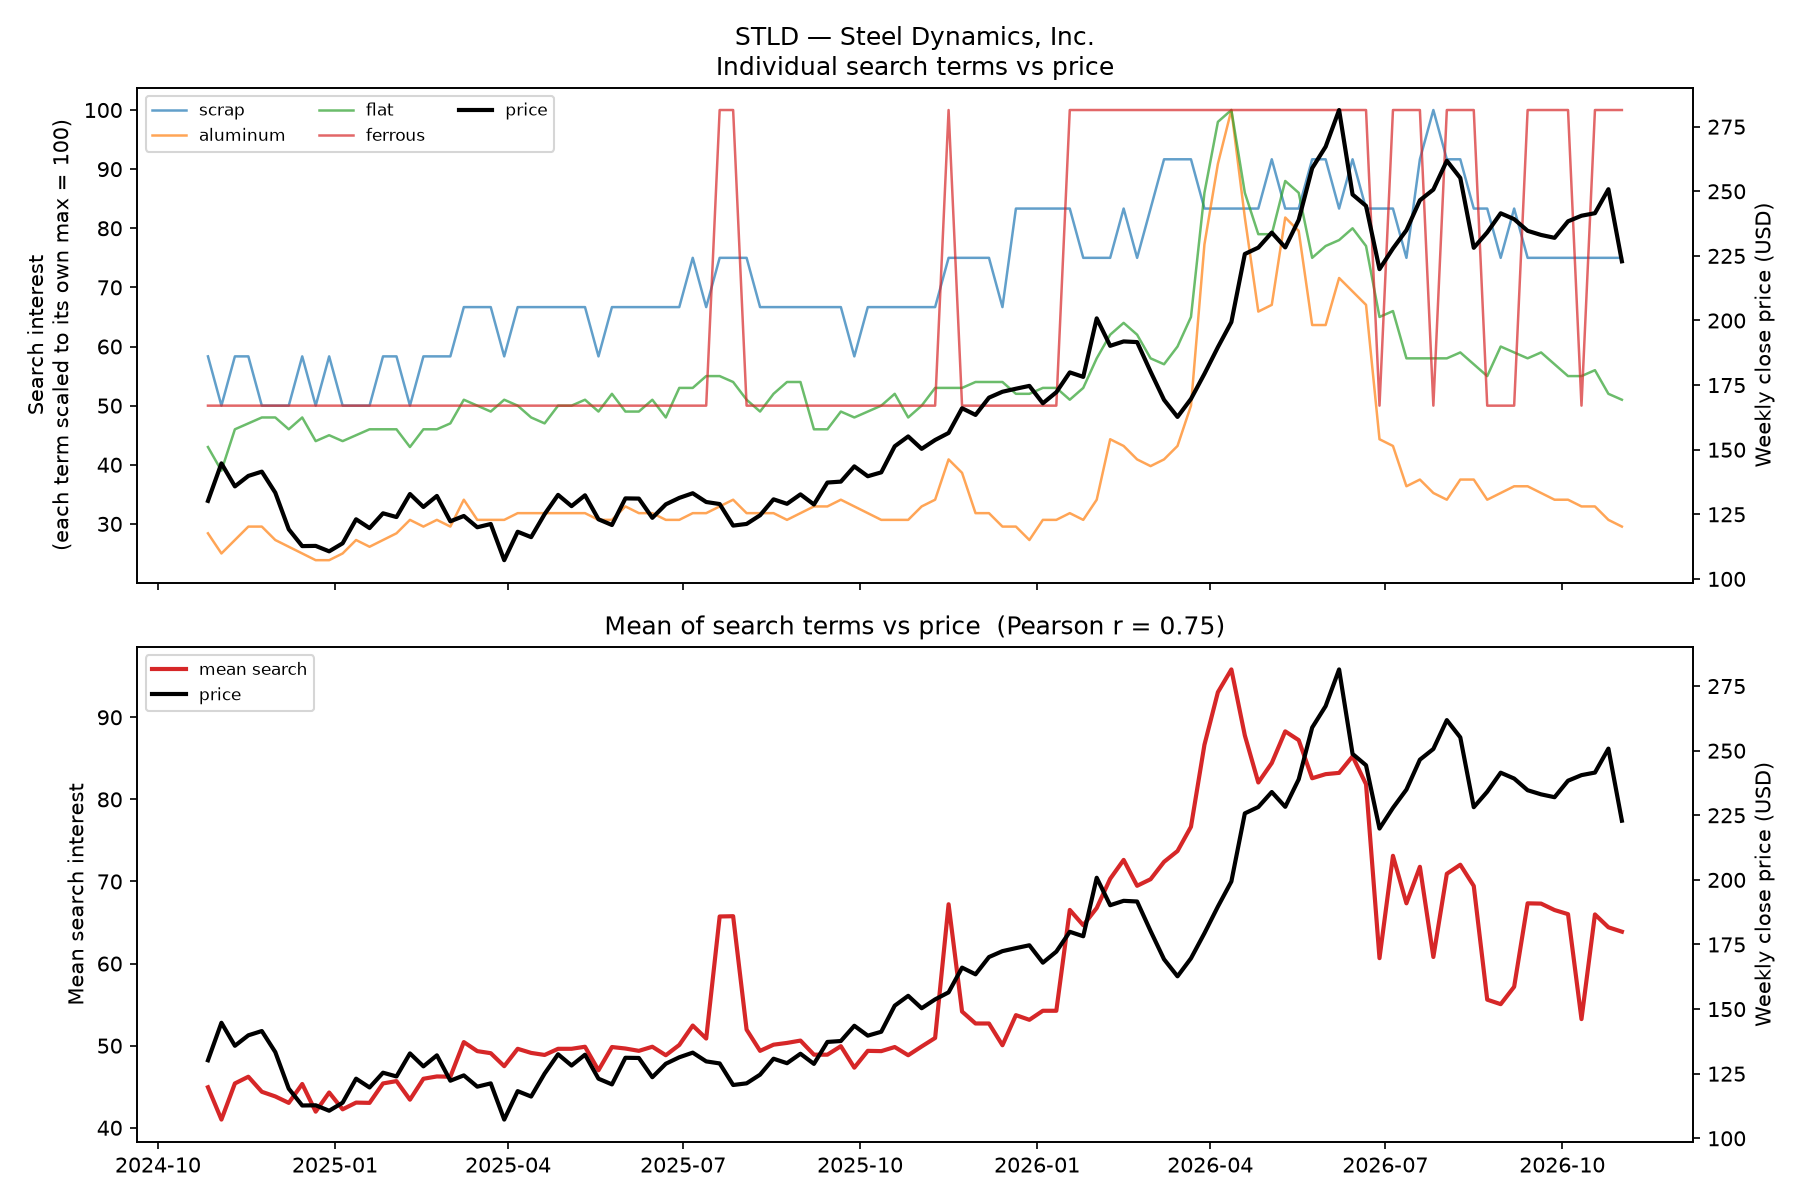 STLD — Steel Dynamics, Inc.
Individual search terms vs price
scrap
aluminum
flat
ferrous
price
Search interest
(each term scaled to its own max = 100)
100
90
80
70
60
50
40
30
275
250
225
200
175
150
125
100
Weekly close price (USD)
Mean of search terms vs price (Pearson r = 0.75)
mean search
price
Mean search interest
90
80
70
60
50
40
275
250
225
200
175
150
125
100
Weekly close price (USD)
2024-10 2025-01 2025-04 2025-07 2025-10 2026-01 2026-04 2026-07 2026-10